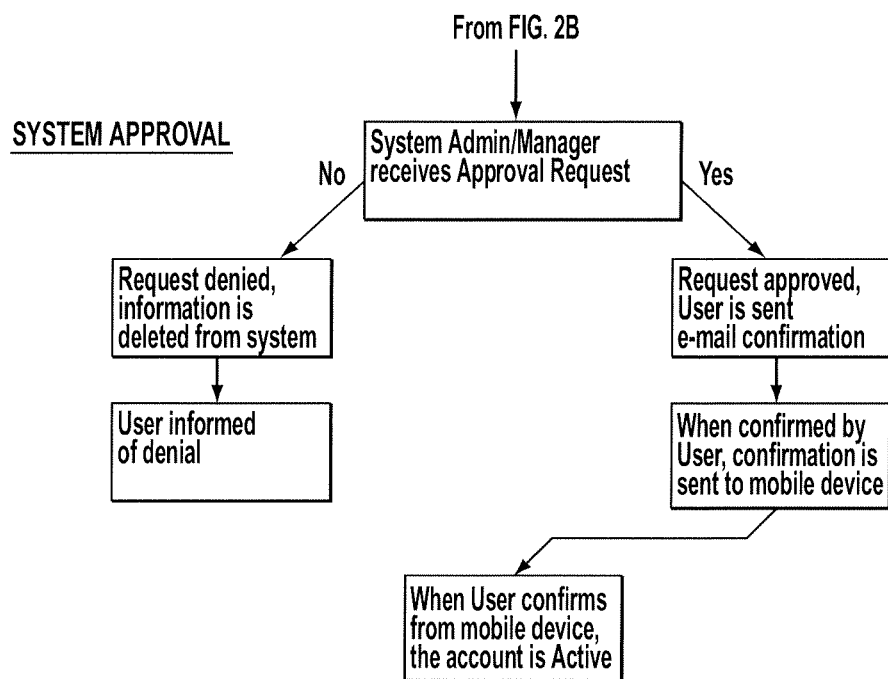 From FIG. 2B
SYSTEM APPROVAL
System Admin/Manager
receives Approval Request
No
Yes
Request denied,
information is
deleted from system
Request approved,
User is sent
e-mail confirmation
User informed
of denial
When confirmed by
User, confirmation is
sent to mobile device
When User confirms
from mobile device,
the account is Active